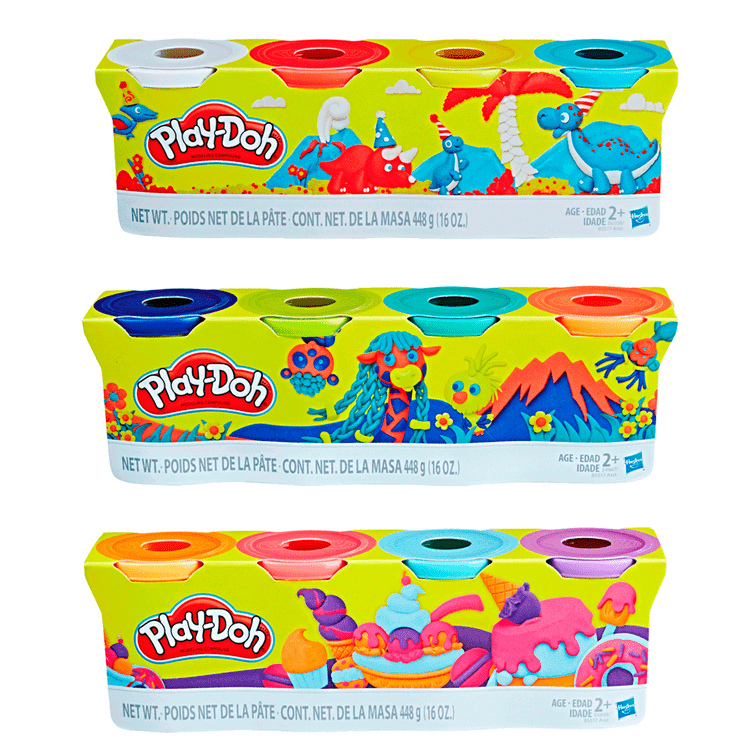 Play-Doh
MODELING COMPOUND
NET WT. · POIDS NET DE LA PÂTE · CONT. NET. DE LA MASA 448 g (16 OZ.)
AGE · EDAD 2+
IDADE
Hasbro
Play-Doh
NET WT. · POIDS NET DE LA PÂTE · CONT. NET. DE LA MASA 448 g (16 OZ.)
AGE · EDAD 2+
IDADE
Hasbro
Play-Doh
NET WT. · POIDS NET DE LA PÂTE · CONT. NET. DE LA MASA 448 g (16 OZ.)
AGE · EDAD 2+
IDADE
Hasbro